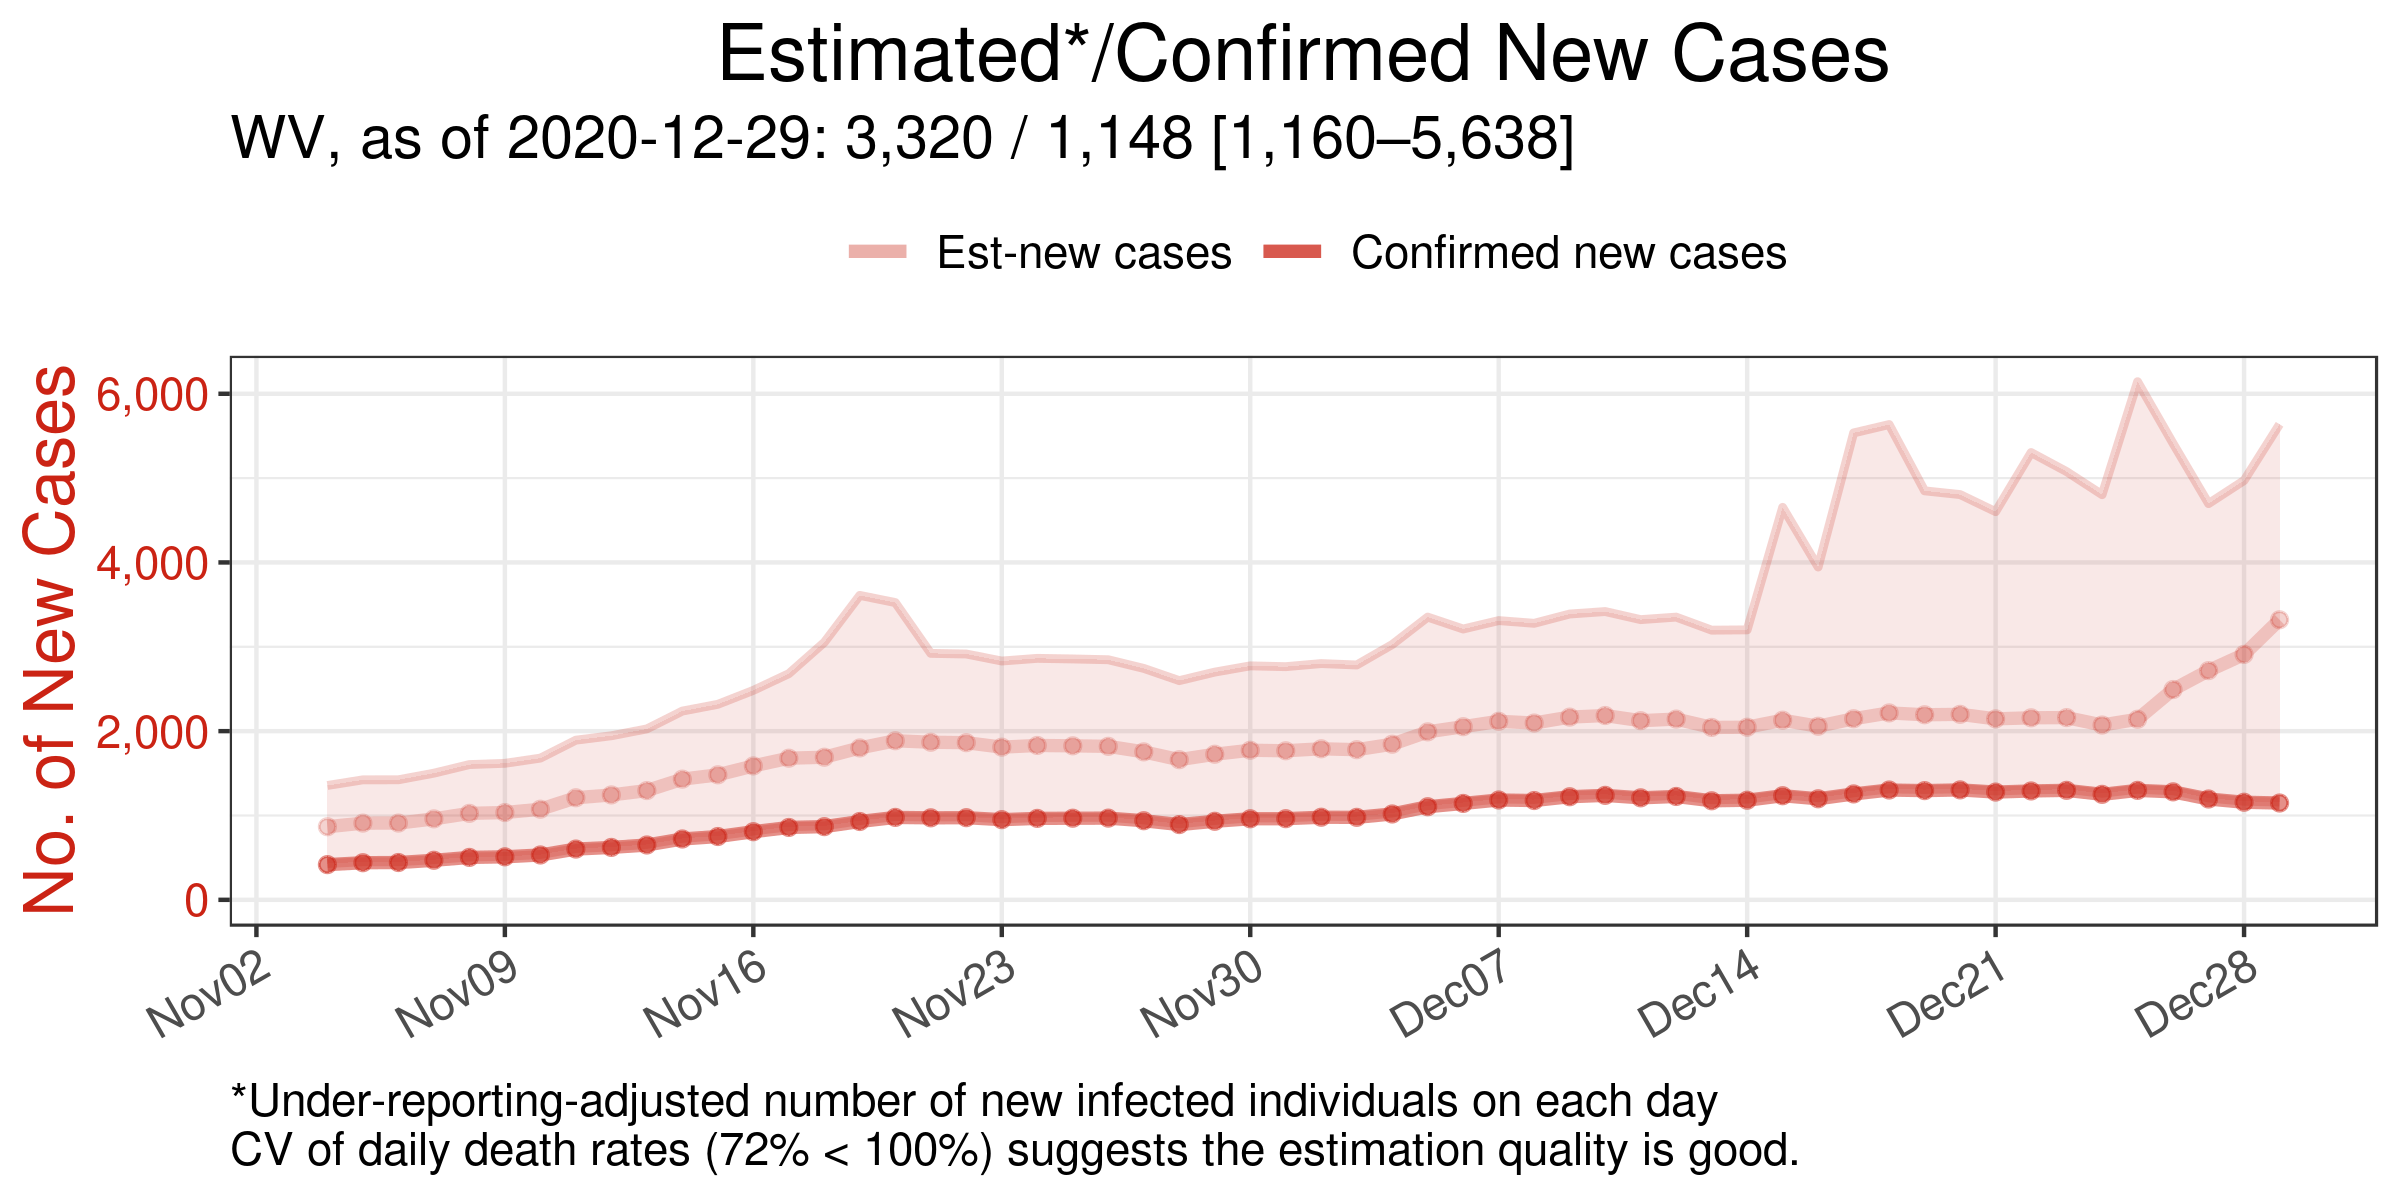 Estimated*/Confirmed New Cases
WV, as of 2020-12-29: 3,320 / 1,148 [1,160–5,638]
Est-new cases
Confirmed new cases
No. of New Cases
6,000
4,000
2,000
0
Nov02
Nov09
Nov16
Nov23
Nov30
Dec07
Dec14
Dec21
Dec28
*Under-reporting-adjusted number of new infected individuals on each day
CV of daily death rates (72% < 100%) suggests the estimation quality is good.